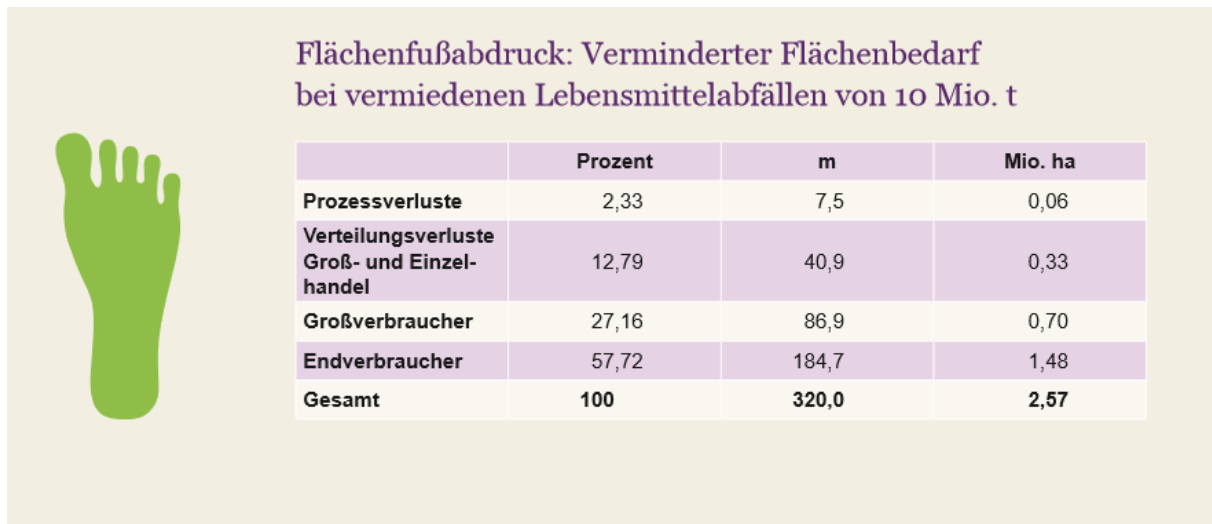 Flächenfußabdruck: Verminderter Flächenbedarf
bei vermiedenen Lebensmittelabfällen von 10 Mio. t
Prozent m Mio. ha
Prozessverluste 2,33 7,5 0,06
Verteilungsverluste
Groß- und Einzel- 12,79 40,9 0,33
handel
Großverbraucher 27,16 86,9 0,70
Endverbraucher 57,72 184,7 1,48
Gesamt 100 320,0 2,57